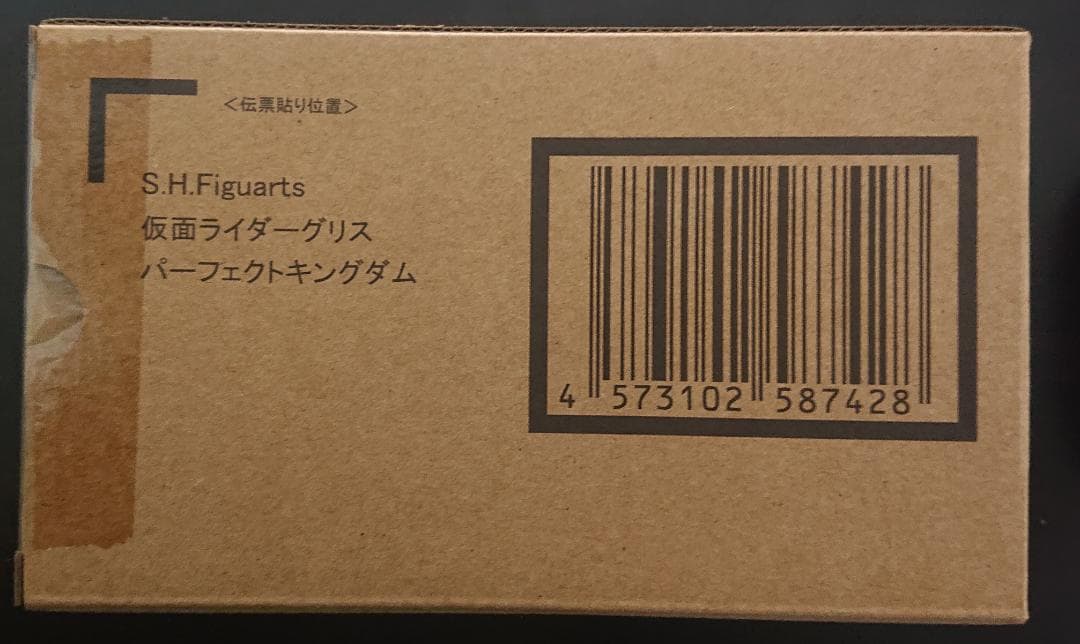 <伝票貼り位置>
S.H.Figuarts
仮面ライダーグリス
パーフェクトキングダム
4 573102 587428